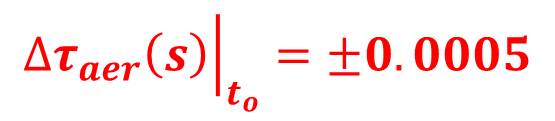 Δτ_aer(s)|_to = ±0.0005